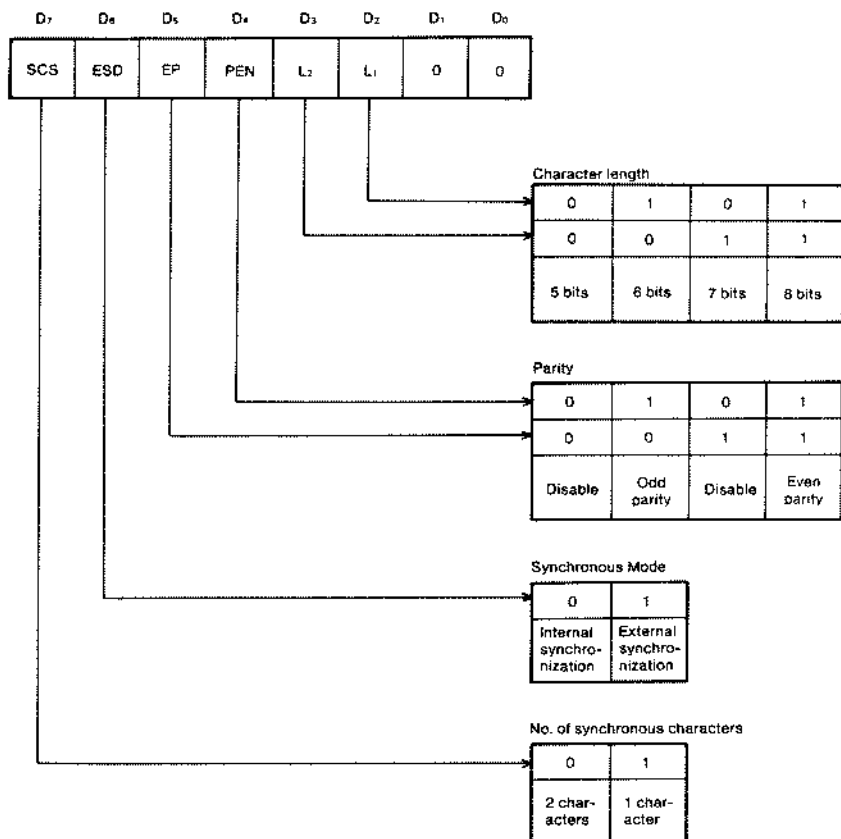 D₇ D₆ D₅ D₄ D₃ D₂ D₁ D₀
SCS ESD EP PEN L₂ L₁ 0 0
Character length
0 1 0 1
0 0 1 1
5 bits 6 bits 7 bits 8 bits
Parity
0 1 0 1
0 0 1 1
Disable Odd parity Disable Even parity
Synchronous Mode
0 1
Internal synchro-nization External synchro-nization
No. of synchronous characters
0 1
2 char-acters 1 char-acter